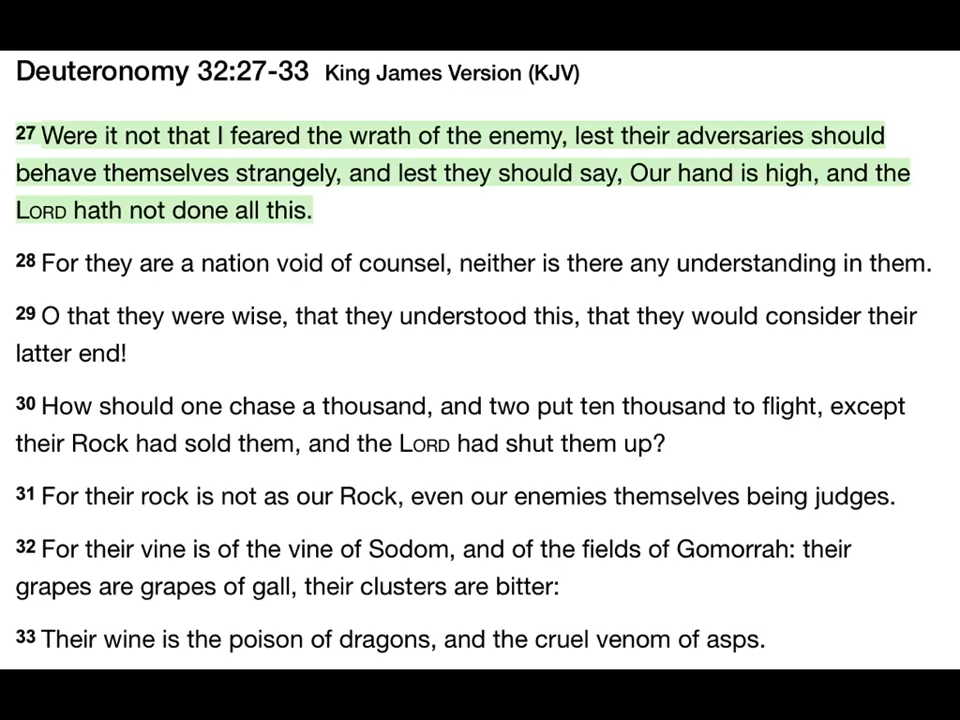 Deuteronomy 32:27-33 King James Version (KJV)
27 Were it not that I feared the wrath of the enemy, lest their adversaries should
behave themselves strangely, and lest they should say, Our hand is high, and the
LORD hath not done all this.
28 For they are a nation void of counsel, neither is there any understanding in them.
29 O that they were wise, that they understood this, that they would consider their
latter end!
30 How should one chase a thousand, and two put ten thousand to flight, except
their Rock had sold them, and the LORD had shut them up?
31 For their rock is not as our Rock, even our enemies themselves being judges.
32 For their vine is of the vine of Sodom, and of the fields of Gomorrah: their
grapes are grapes of gall, their clusters are bitter:
33 Their wine is the poison of dragons, and the cruel venom of asps.